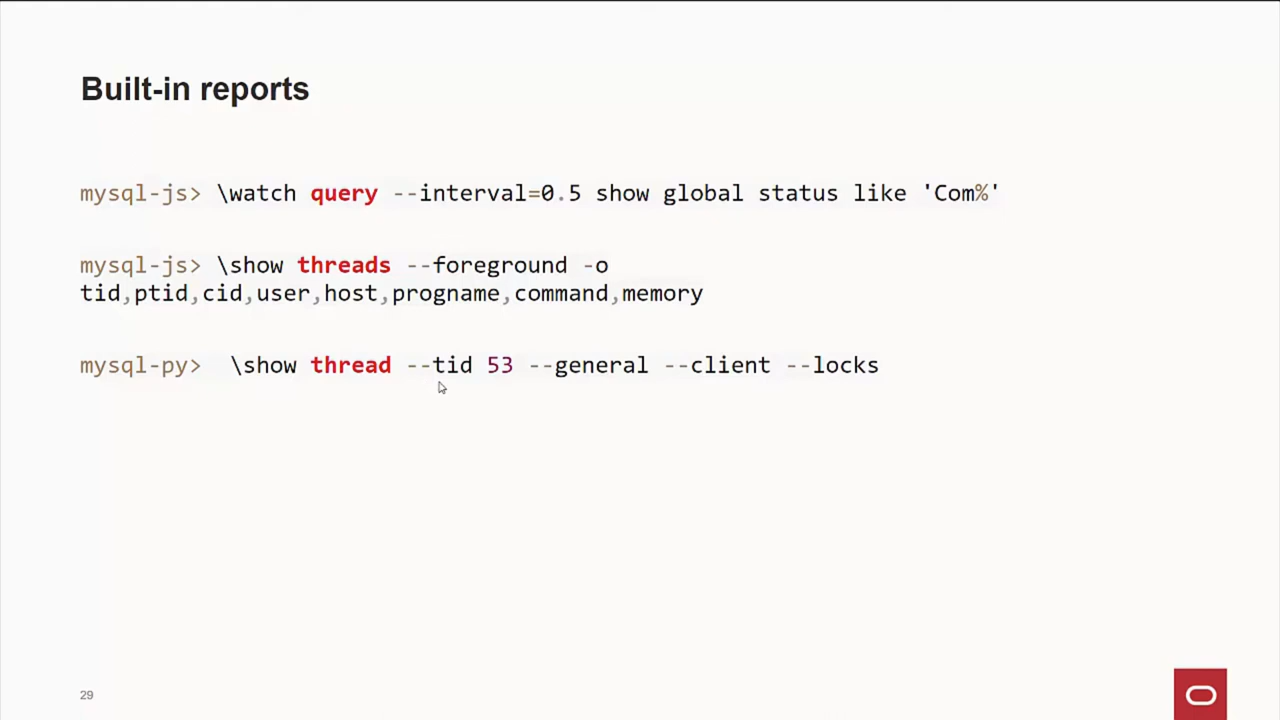 Built-in reports
mysql-js> \watch query --interval=0.5 show global status like 'Com%'
mysql-js> \show threads --foreground -o
tid,ptid,cid,user,host,progname,command,memory
mysql-py>  \show thread --tid 53 --general --client --locks
29